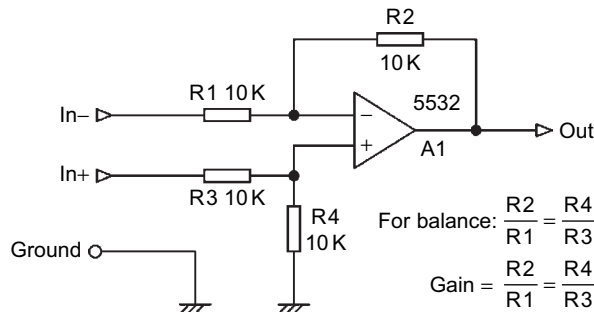 R2
10K
5532
In−
R1 10K
−
Out
+
A1
In+
R3 10K
R4
10K
For balance: R2/R1 = R4/R3
Ground
Gain = R2/R1 = R4/R3